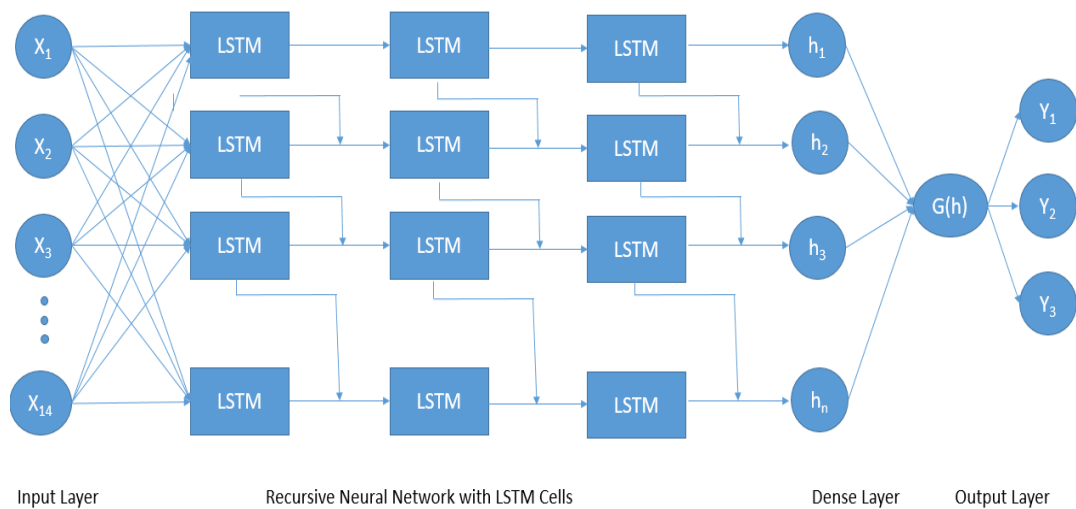 X1 LSTM LSTM LSTM h1
Y1
X2 LSTM LSTM LSTM h2
G(h) Y2
X3 LSTM LSTM LSTM h3
Y3
X14 LSTM LSTM LSTM hn
Input Layer Recursive Neural Network with LSTM Cells Dense Layer Output Layer